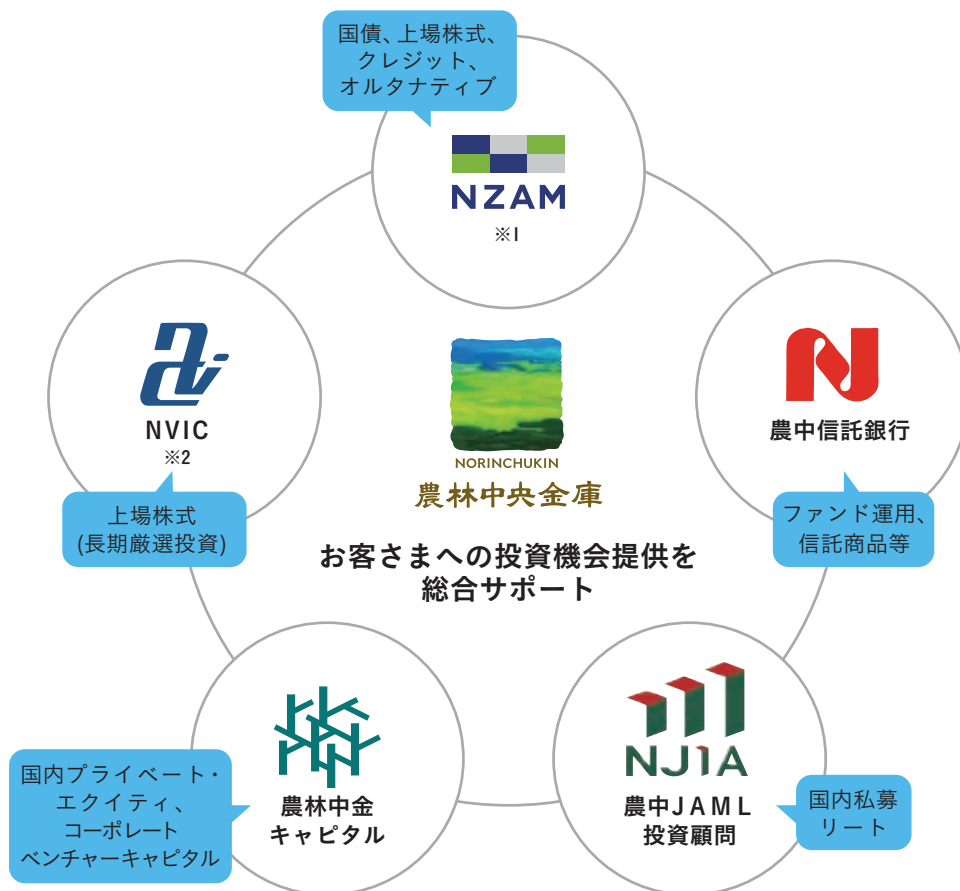 国債、上場株式、
クレジット、
オルタナティブ
NZAM
※1
NVIC
※2
上場株式
(長期厳選投資)
NORINCHUKIN
農林中央金庫
お客さまへの投資機会提供を
総合サポート
農中信託銀行
ファンド運用、
信託商品等
国内プライベート・
エクイティ、
コーポレート
ベンチャーキャピタル
農林中金
キャピタル
NJIA
農中JAML
投資顧問
国内私募
リート